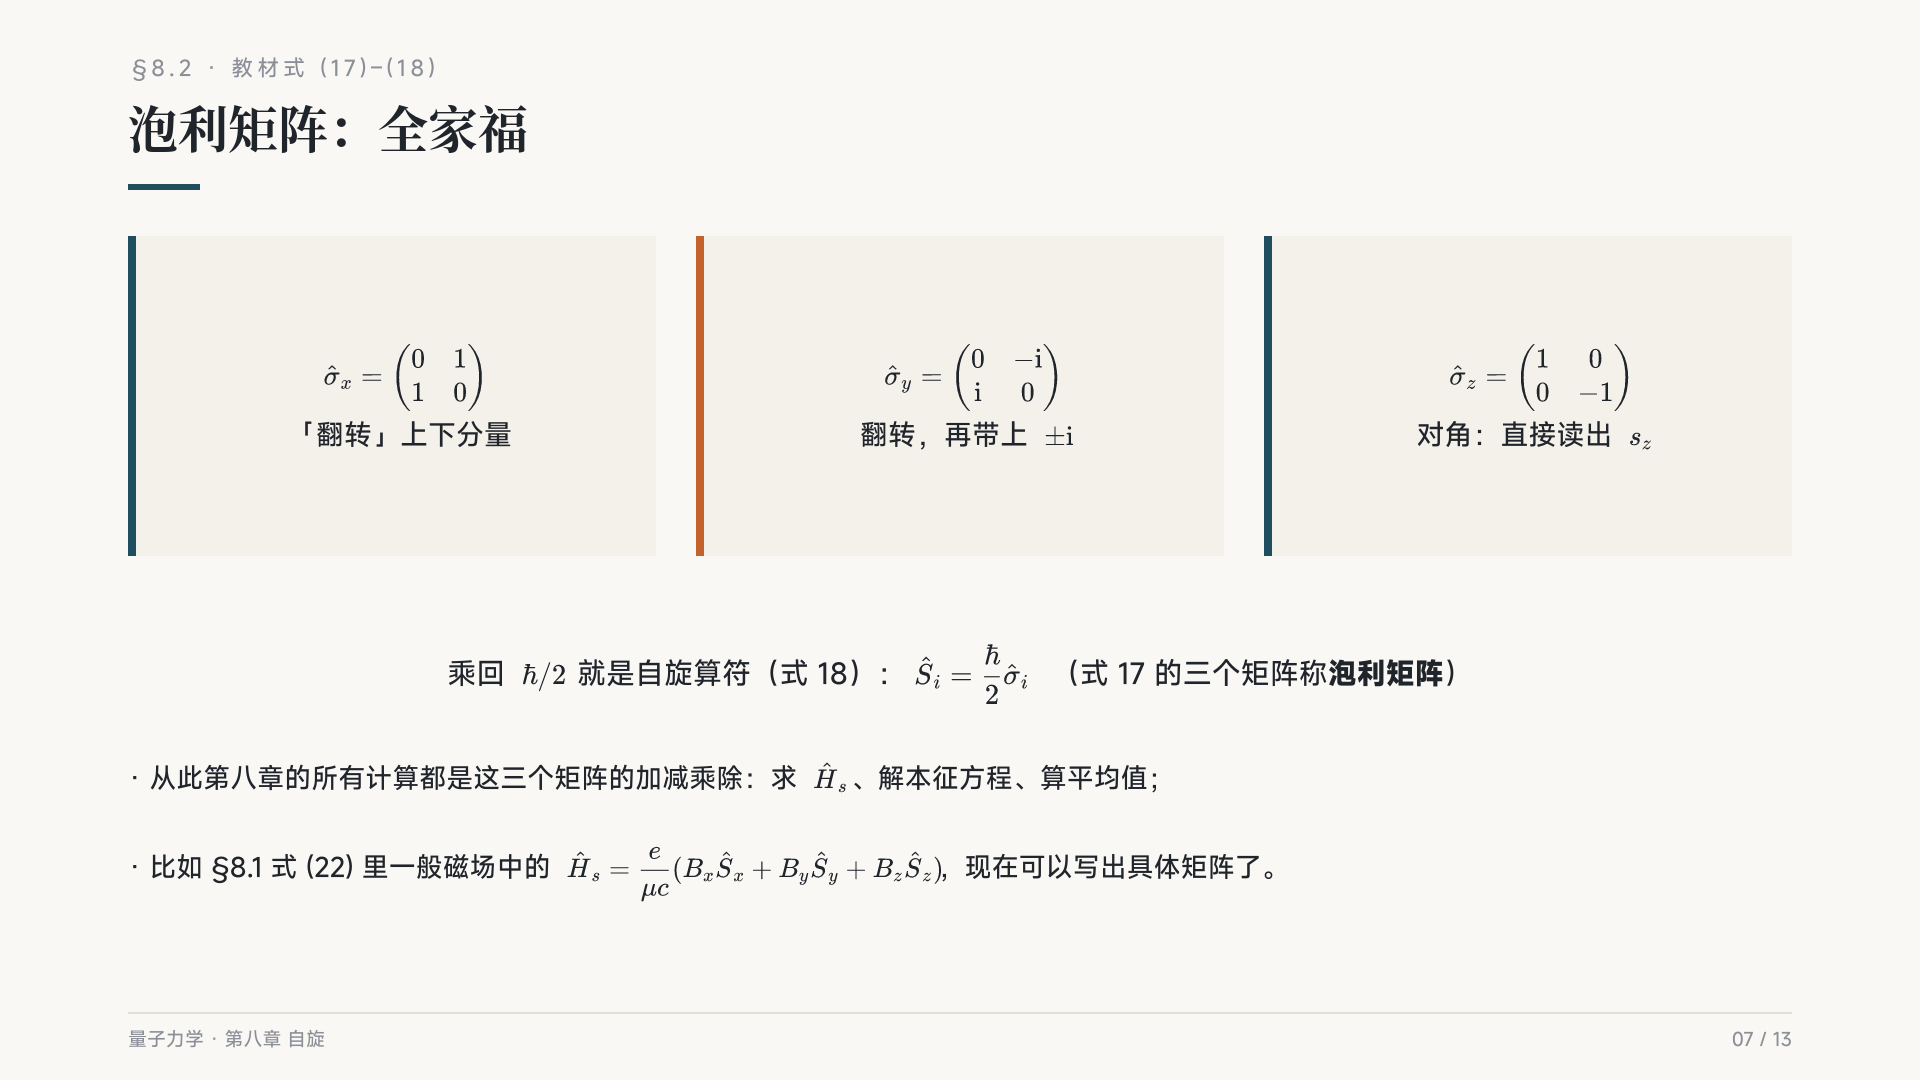 §8.2 · 教材式 (17)–(18)
泡利矩阵：全家福
σ̂ₓ = (0 1; 1 0)
「翻转」上下分量
σ̂_y = (0 −i; i 0)
翻转，再带上 ±i
σ̂_z = (1 0; 0 −1)
对角：直接读出 s_z
乘回 ℏ/2 就是自旋算符（式 18）： Ŝ_i = ℏ/2 σ̂_i （式 17 的三个矩阵称泡利矩阵）
· 从此第八章的所有计算都是这三个矩阵的加减乘除：求 Ĥ_s、解本征方程、算平均值；
· 比如 §8.1 式 (22) 里一般磁场中的 Ĥ_s = e/μc (B_xŜ_x + B_yŜ_y + B_zŜ_z)，现在可以写出具体矩阵了。
量子力学 · 第八章 自旋
07 / 13